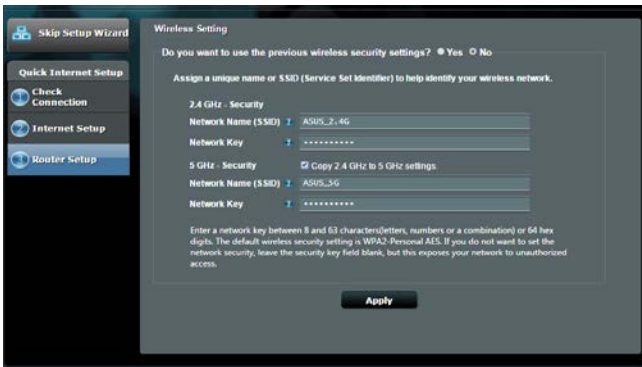 Skip Setup Wizard
Quick Internet Setup
1 Check
Connection
2 Internet Setup
3 Router Setup
Wireless Setting
Do you want to use the previous wireless security settings? Yes No
Assign a unique name or SSID (Service Set Identifier) to help identify your wireless network.
2.4 GHz - Security
Network Name (SSID) ASUS_2.4G
Network Key ••••••••••
5 GHz - Security Copy 2.4 GHz to 5 GHz settings.
Network Name (SSID) ASUS_5G
Network Key ••••••••••
Enter a network key between 8 and 63 characters(letters, numbers or a combination) or 64 hex
digits. The default wireless security setting is WPA2-Personal AES. If you do not want to set the
network security, leave the security key field blank, but this exposes your network to unauthorized
access.
Apply